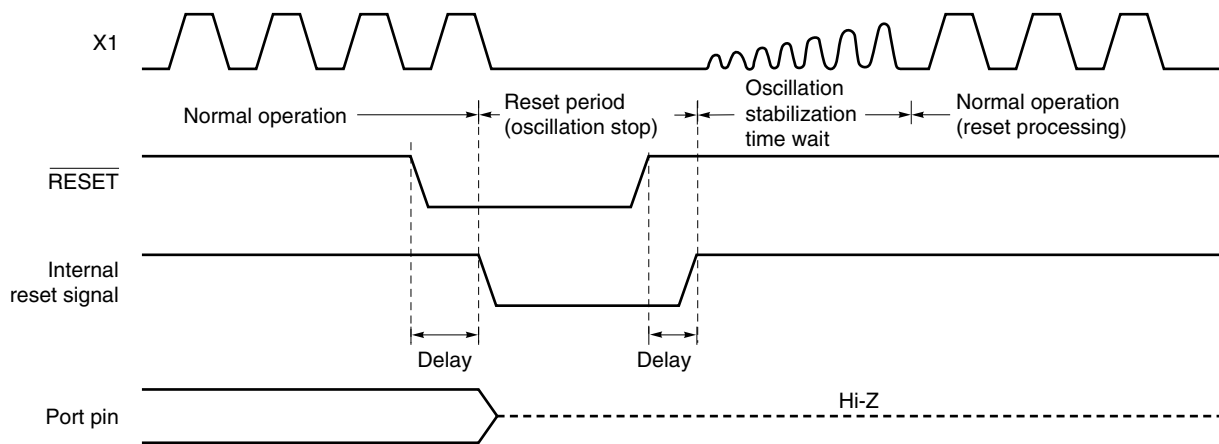 X1
Normal operation
Reset period
(oscillation stop)
Oscillation
stabilization
time wait
Normal operation
(reset processing)
RESET
Internal
reset signal
Delay
Delay
Port pin
Hi-Z